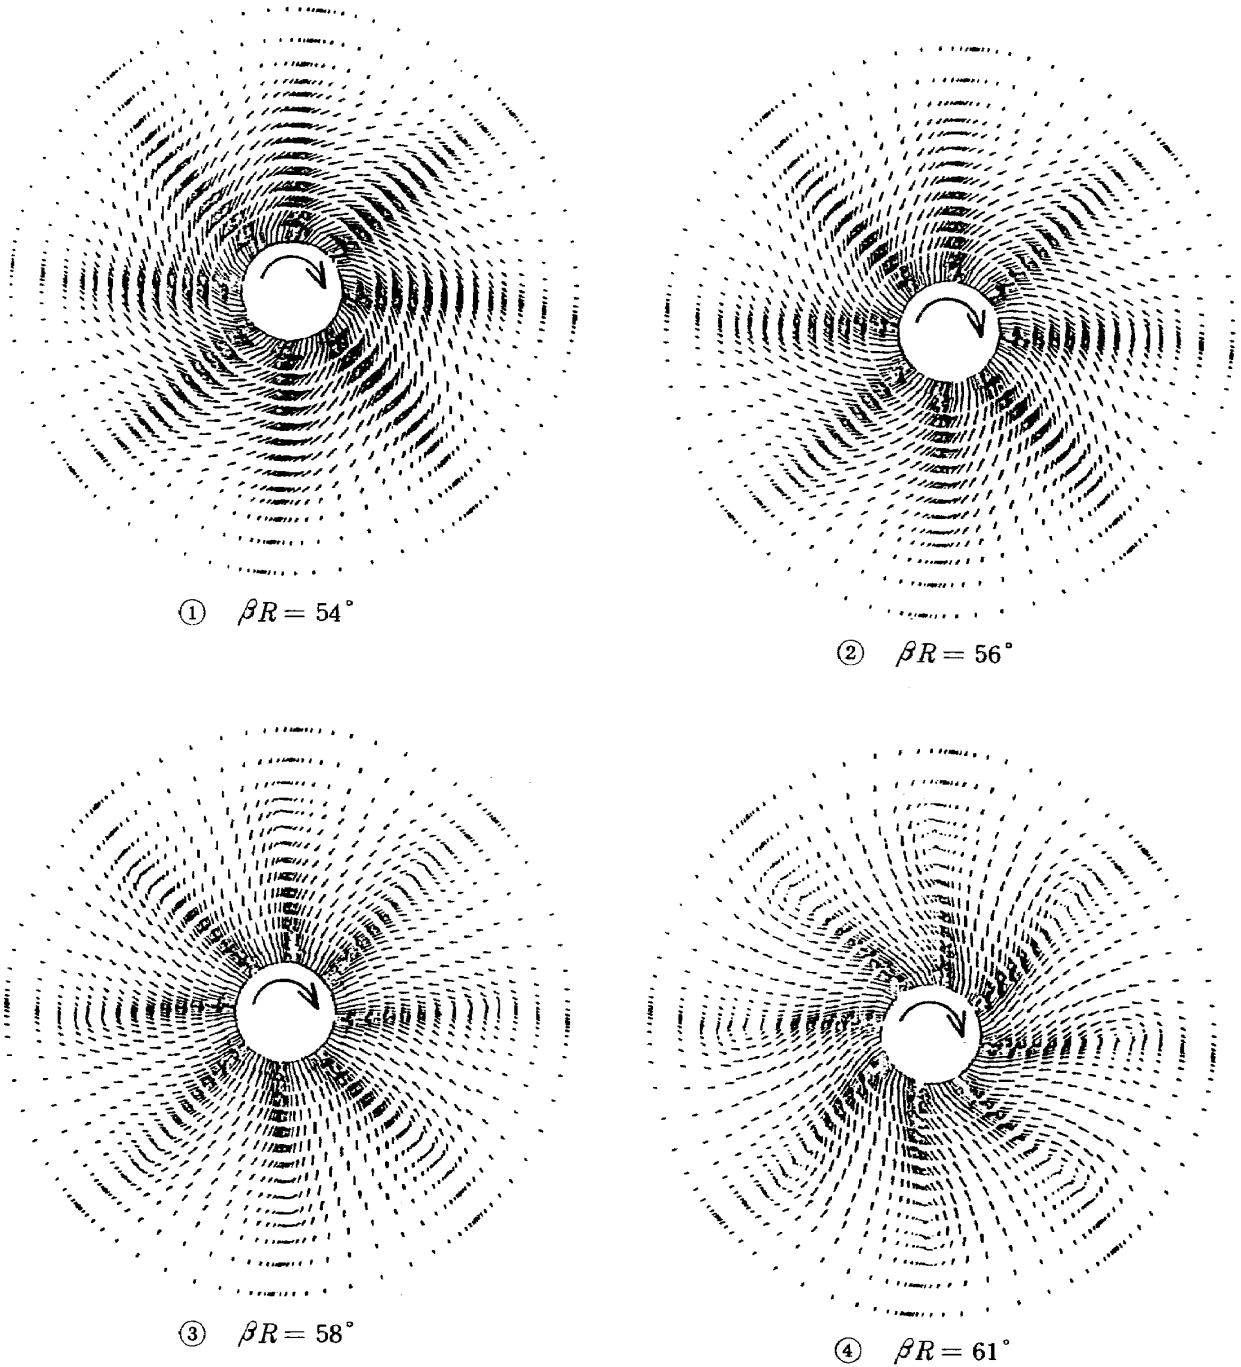 ① βR = 54°
② βR = 56°
③ βR = 58°
④ βR = 61°